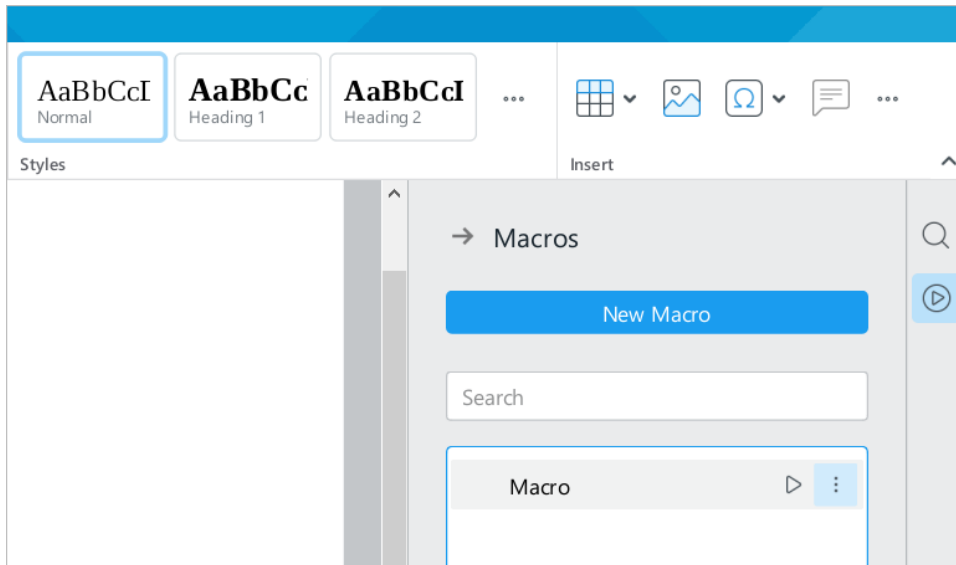 AaBbCcI
Normal
AaBbCc
Heading 1
AaBbCcI
Heading 2
Styles
Insert
Macros
New Macro
Search
Macro